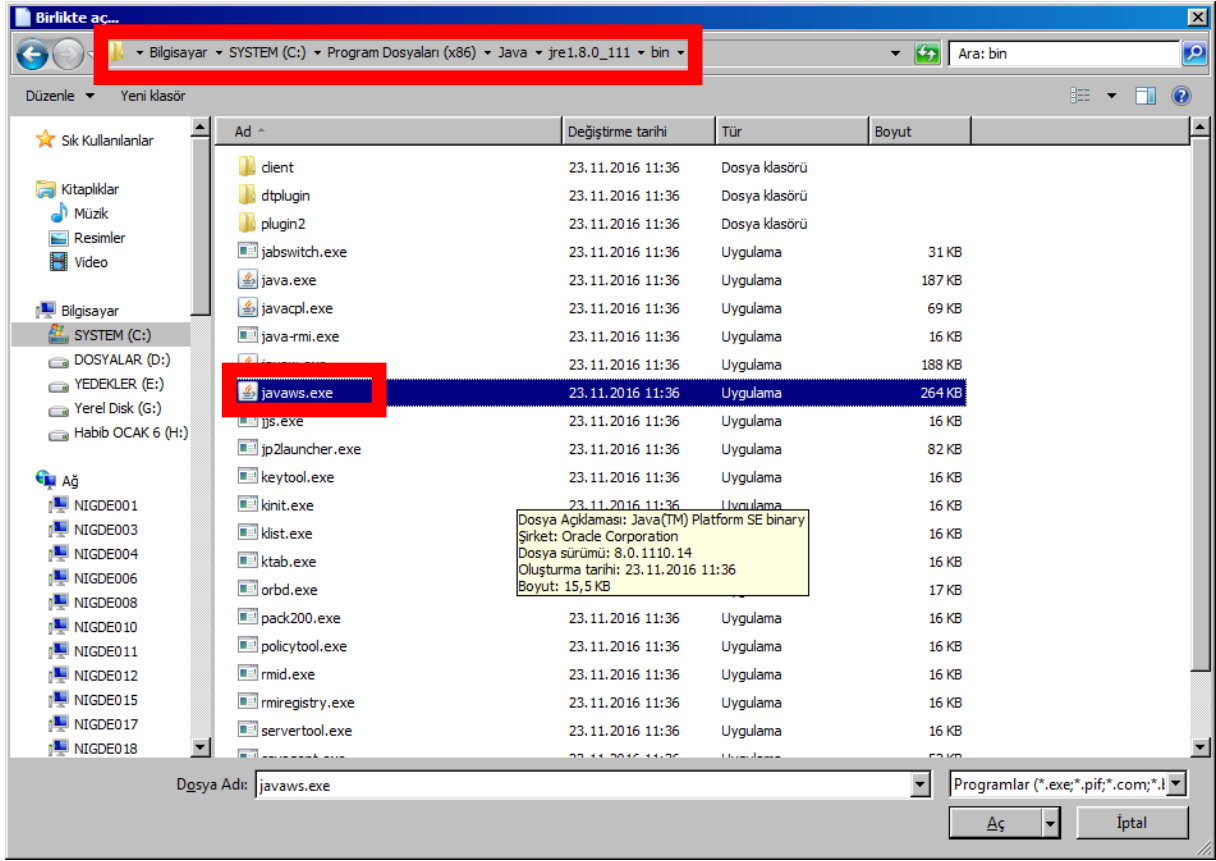 Birlikte aç...
Bilgisayar SYSTEM (C:) Program Dosyaları (x86) Java jre1.8.0_111 bin
Ara: bin
Düzenle Yeni klasör
Sık Kullanılanlar
Kitaplıklar
Müzik
Resimler
Video
Bilgisayar
SYSTEM (C:)
DOSYALAR (D:)
YEDEKLER (E:)
Yerel Disk (G:)
Habib OCAK 6 (H:)
Ağ
NIGDE001
NIGDE003
NIGDE004
NIGDE006
NIGDE008
NIGDE010
NIGDE011
NIGDE012
NIGDE015
NIGDE017
NIGDE018
Ad Değiştirme tarihi Tür Boyut
client 23.11.2016 11:36 Dosya klasörü
dtplugin 23.11.2016 11:36 Dosya klasörü
plugin2 23.11.2016 11:36 Dosya klasörü
jabswitch.exe 23.11.2016 11:36 Uygulama 31 KB
java.exe 23.11.2016 11:36 Uygulama 187 KB
javacpl.exe 23.11.2016 11:36 Uygulama 69 KB
java-rmi.exe 23.11.2016 11:36 Uygulama 16 KB
23.11.2016 11:36 Uygulama 188 KB
javaws.exe 23.11.2016 11:36 Uygulama 264 KB
jjs.exe 23.11.2016 11:36 Uygulama 16 KB
jp2launcher.exe 23.11.2016 11:36 Uygulama 82 KB
keytool.exe 23.11.2016 11:36 Uygulama 16 KB
kinit.exe 23.11.2016 11:36 Uygulama 16 KB
klist.exe 16 KB
ktab.exe 16 KB
orbd.exe 17 KB
Dosya Açıklaması: Java(TM) Platform SE binary
Şirket: Oracle Corporation
Dosya sürümü: 8.0.1110.14
Oluşturma tarihi: 23.11.2016 11:36
Boyut: 15,5 KB
pack200.exe 23.11.2016 11:36 Uygulama 16 KB
policytool.exe 23.11.2016 11:36 Uygulama 16 KB
rmid.exe 23.11.2016 11:36 Uygulama 16 KB
rmiregistry.exe 23.11.2016 11:36 Uygulama 16 KB
servertool.exe 23.11.2016 11:36 Uygulama 16 KB
Dosya Adı: javaws.exe
Programlar (*.exe;*.pif;*.com;*.
Aç İptal